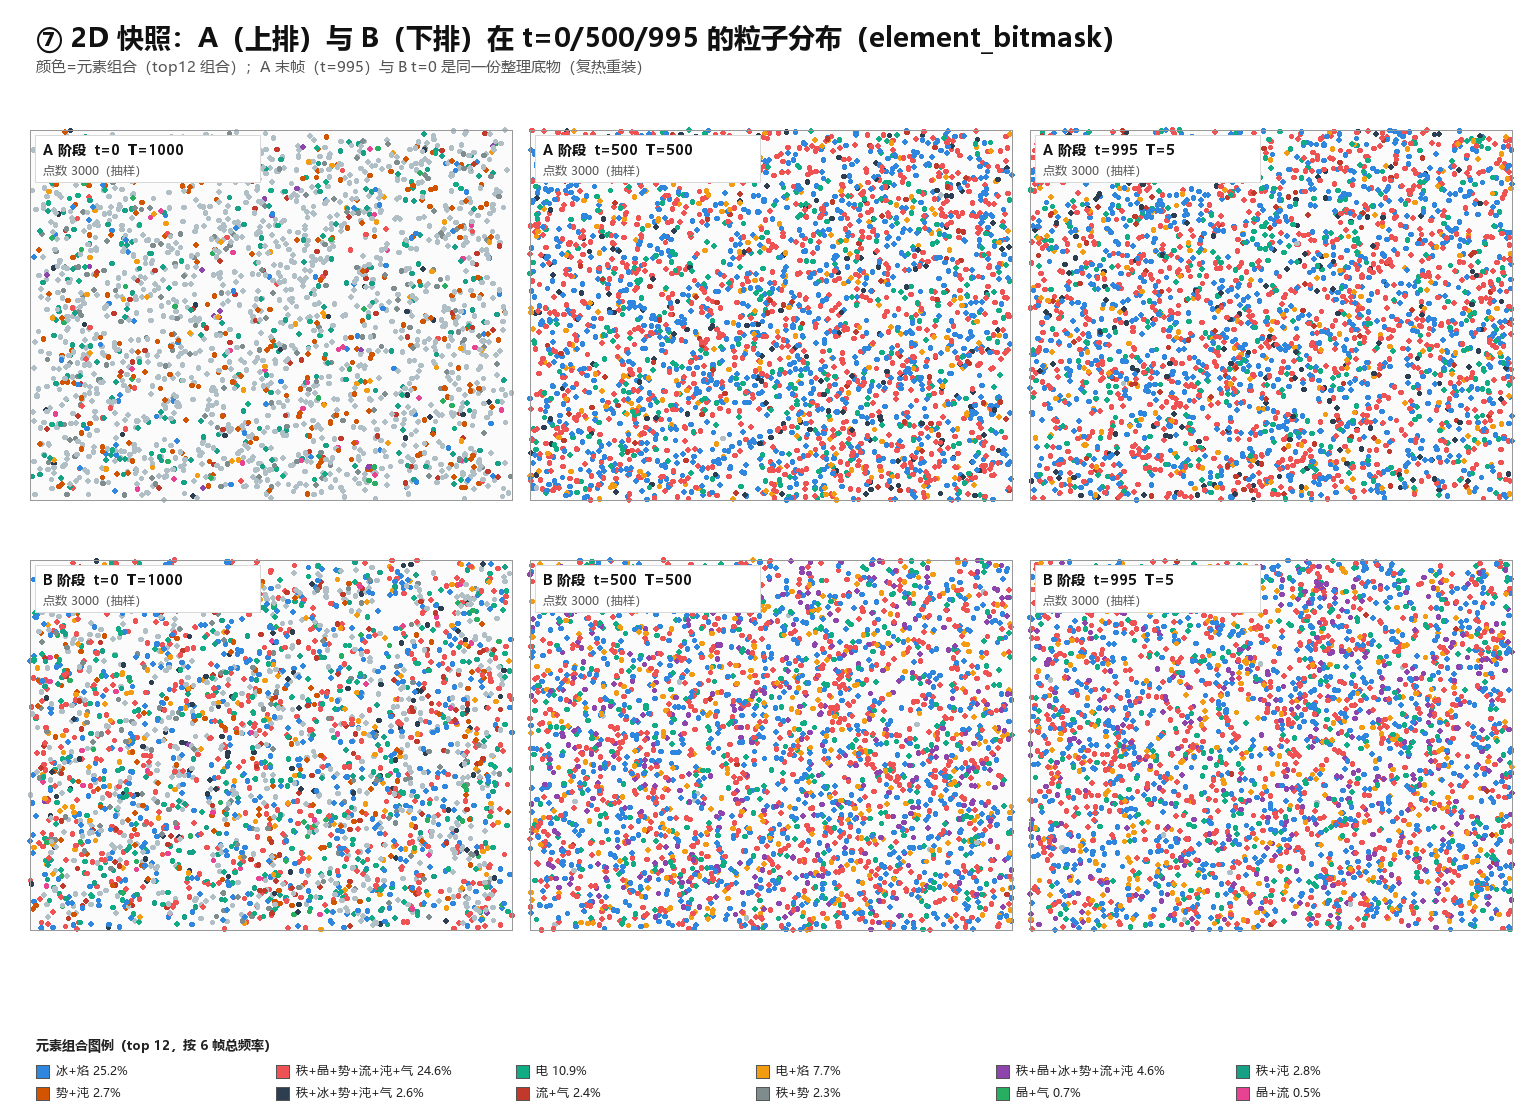 ⑦ 2D 快照：A（上排）与 B（下排）在 t=0/500/995 的粒子分布（element_bitmask）
颜色=元素组合（top12 组合）；A 末帧（t=995）与 B t=0 是同一份整理底物（复热重装）
A 阶段 t=0 T=1000
点数 3000（抽样）
A 阶段 t=500 T=500
点数 3000（抽样）
A 阶段 t=995 T=5
点数 3000（抽样）
B 阶段 t=0 T=1000
点数 3000（抽样）
B 阶段 t=500 T=500
点数 3000（抽样）
B 阶段 t=995 T=5
点数 3000（抽样）
元素组合图例（top 12，按 6 帧总频率）
冰+焰 25.2%
秩+晶+势+流+沌+气 24.6%
电 10.9%
电+焰 7.7%
秩+晶+冰+势+流+沌 4.6%
秩+沌 2.8%
势+沌 2.7%
秩+冰+势+沌+气 2.6%
流+气 2.4%
秩+势 2.3%
晶+气 0.7%
晶+流 0.5%